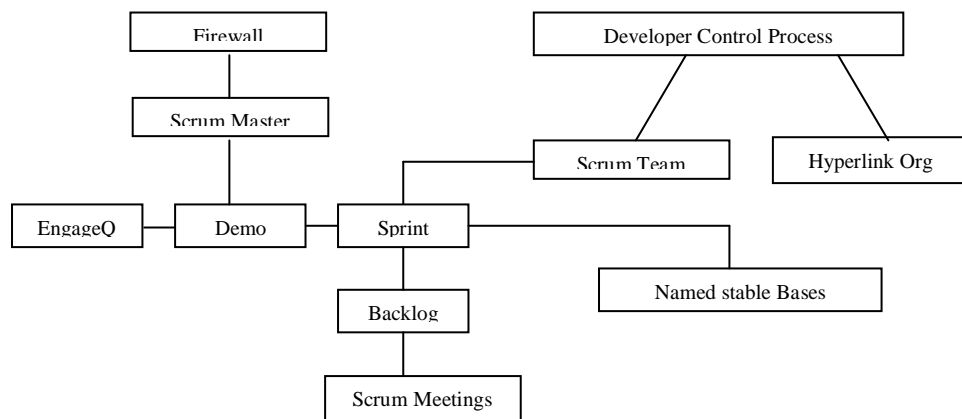 Firewall
Developer Control Process
Scrum Master
Scrum Team
Hyperlink Org
EngageQ
Demo
Sprint
Named stable Bases
Backlog
Scrum Meetings